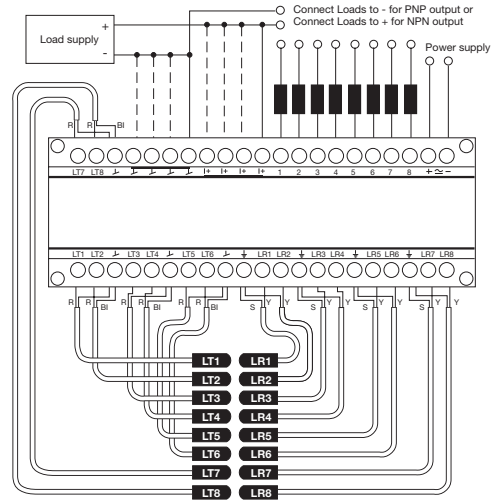 Connect Loads to - for PNP output or
Connect Loads to + for NPN output
Load supply
+
-
Power supply
R R Bl
LT7 LT8 I+ I+ I+ I+ 1 2 3 4 5 6 7 8 + ≃ −
LT1 LT2 LT3 LT4 LT5 LT6 LR1 LR2 LR3 LR4 LR5 LR6 LR7 LR8
R R Bl R R Bl R R Bl S Y Y S Y Y S Y Y S Y Y
LT1 LR1
LT2 LR2
LT3 LR3
LT4 LR4
LT5 LR5
LT6 LR6
LT7 LR7
LT8 LR8